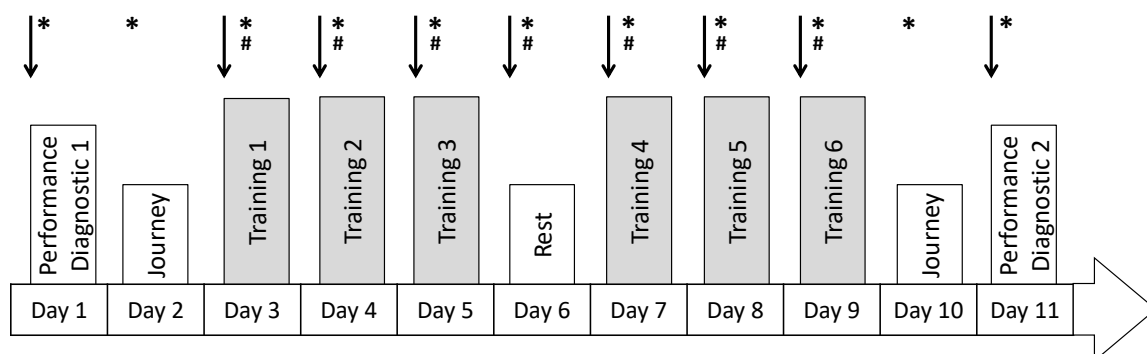 * * * * * * * * * * *
# # # # # # #
Performance
Diagnostic 1
Journey
Training 1
Training 2
Training 3
Rest
Training 4
Training 5
Training 6
Journey
Performance
Diagnostic 2
Day 1 Day 2 Day 3 Day 4 Day 5 Day 6 Day 7 Day 8 Day 9 Day 10 Day 11